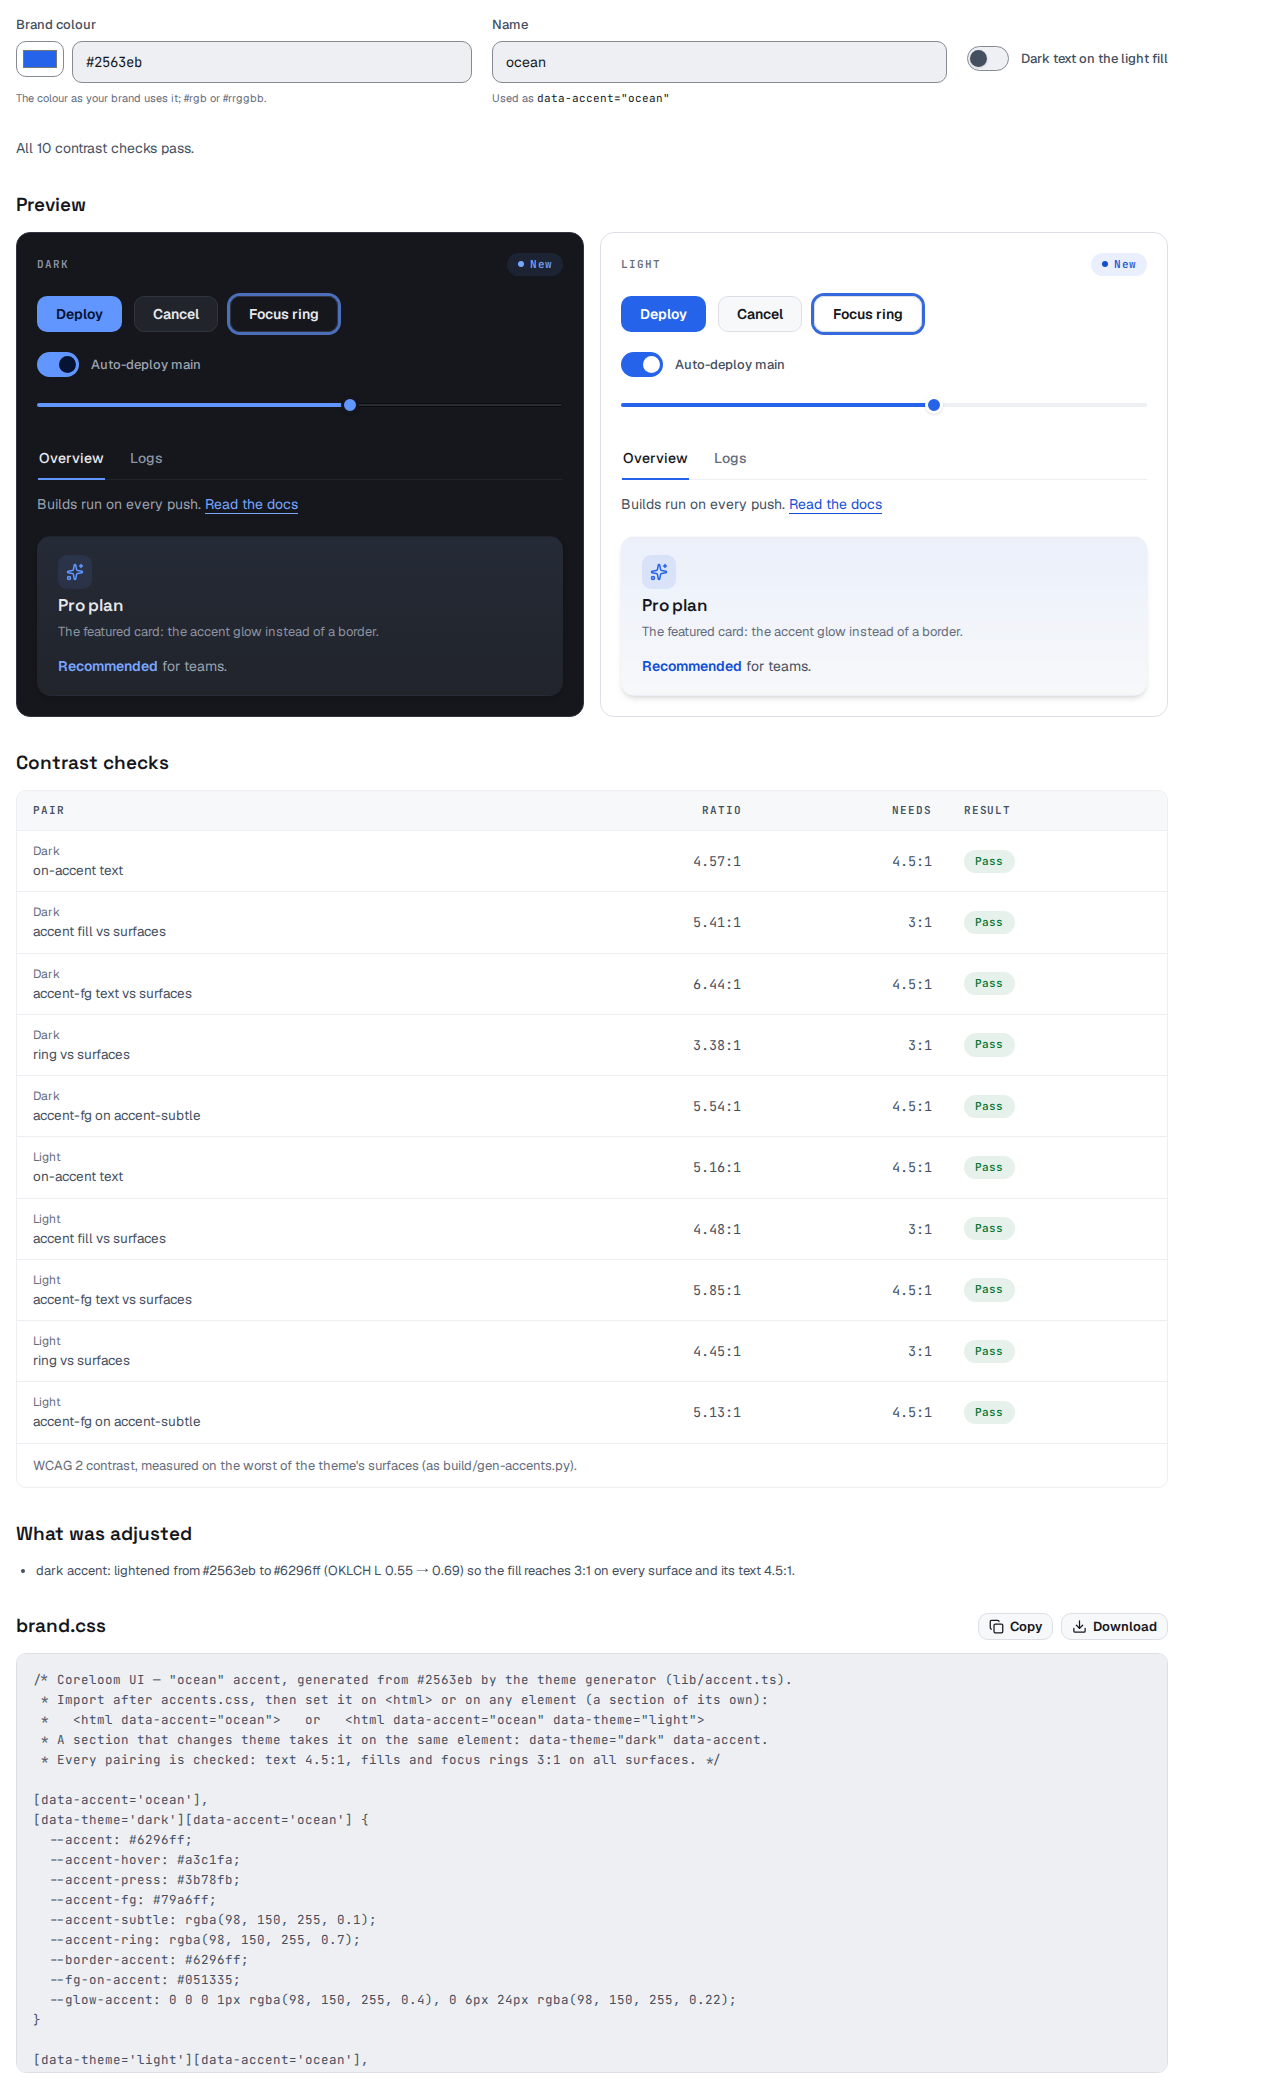 Brand colour
Name
#2563eb
ocean
Dark text on the light fill
The colour as your brand uses it; #rgb or #rrggbb.
Used as data-accent="ocean"
All 10 contrast checks pass.
Preview
DARK
New
Deploy
Cancel
Focus ring
Auto-deploy main
Overview
Logs
Builds run on every push. Read the docs
Pro plan
The featured card: the accent glow instead of a border.
Recommended for teams.
LIGHT
New
Deploy
Cancel
Focus ring
Auto-deploy main
Overview
Logs
Builds run on every push. Read the docs
Pro plan
The featured card: the accent glow instead of a border.
Recommended for teams.
Contrast checks
PAIR RATIO NEEDS RESULT
Dark
on-accent text 4.57:1 4.5:1 Pass
Dark
accent fill vs surfaces 5.41:1 3:1 Pass
Dark
accent-fg text vs surfaces 6.44:1 4.5:1 Pass
Dark
ring vs surfaces 3.38:1 3:1 Pass
Dark
accent-fg on accent-subtle 5.54:1 4.5:1 Pass
Light
on-accent text 5.16:1 4.5:1 Pass
Light
accent fill vs surfaces 4.48:1 3:1 Pass
Light
accent-fg text vs surfaces 5.85:1 4.5:1 Pass
Light
ring vs surfaces 4.45:1 3:1 Pass
Light
accent-fg on accent-subtle 5.13:1 4.5:1 Pass
WCAG 2 contrast, measured on the worst of the theme's surfaces (as build/gen-accents.py).
What was adjusted
• dark accent: lightened from #2563eb to #6296ff (OKLCH L 0.55 → 0.69) so the fill reaches 3:1 on every surface and its text 4.5:1.
brand.css
Copy
Download
/* Coreloom UI — "ocean" accent, generated from #2563eb by the theme generator (lib/accent.ts).
 * Import after accents.css, then set it on <html> or on any element (a section of its own):
 *   <html data-accent="ocean">   or   <html data-accent="ocean" data-theme="light">
 * A section that changes theme takes it on the same element: data-theme="dark" data-accent.
 * Every pairing is checked: text 4.5:1, fills and focus rings 3:1 on all surfaces. */
[data-accent='ocean'],
[data-theme='dark'][data-accent='ocean'] {
  --accent: #6296ff;
  --accent-hover: #a3c1fa;
  --accent-press: #3b78fb;
  --accent-fg: #79a6ff;
  --accent-subtle: rgba(98, 150, 255, 0.1);
  --accent-ring: rgba(98, 150, 255, 0.7);
  --border-accent: #6296ff;
  --fg-on-accent: #051335;
  --glow-accent: 0 0 0 1px rgba(98, 150, 255, 0.4), 0 6px 24px rgba(98, 150, 255, 0.22);
}
[data-theme='light'][data-accent='ocean'],